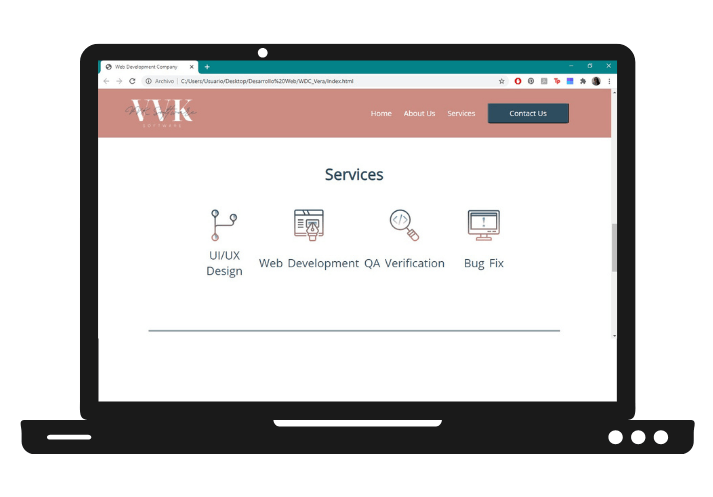 Web Development Company
Archivo
C:/Users/Usuario/Desktop/Desarrollo%20Web/WDC_Vera/index.html
VVK
SOFTWARE
Home
About Us
Services
Contact Us
Services
UI/UX
Design
Web Development
QA Verification
Bug Fix